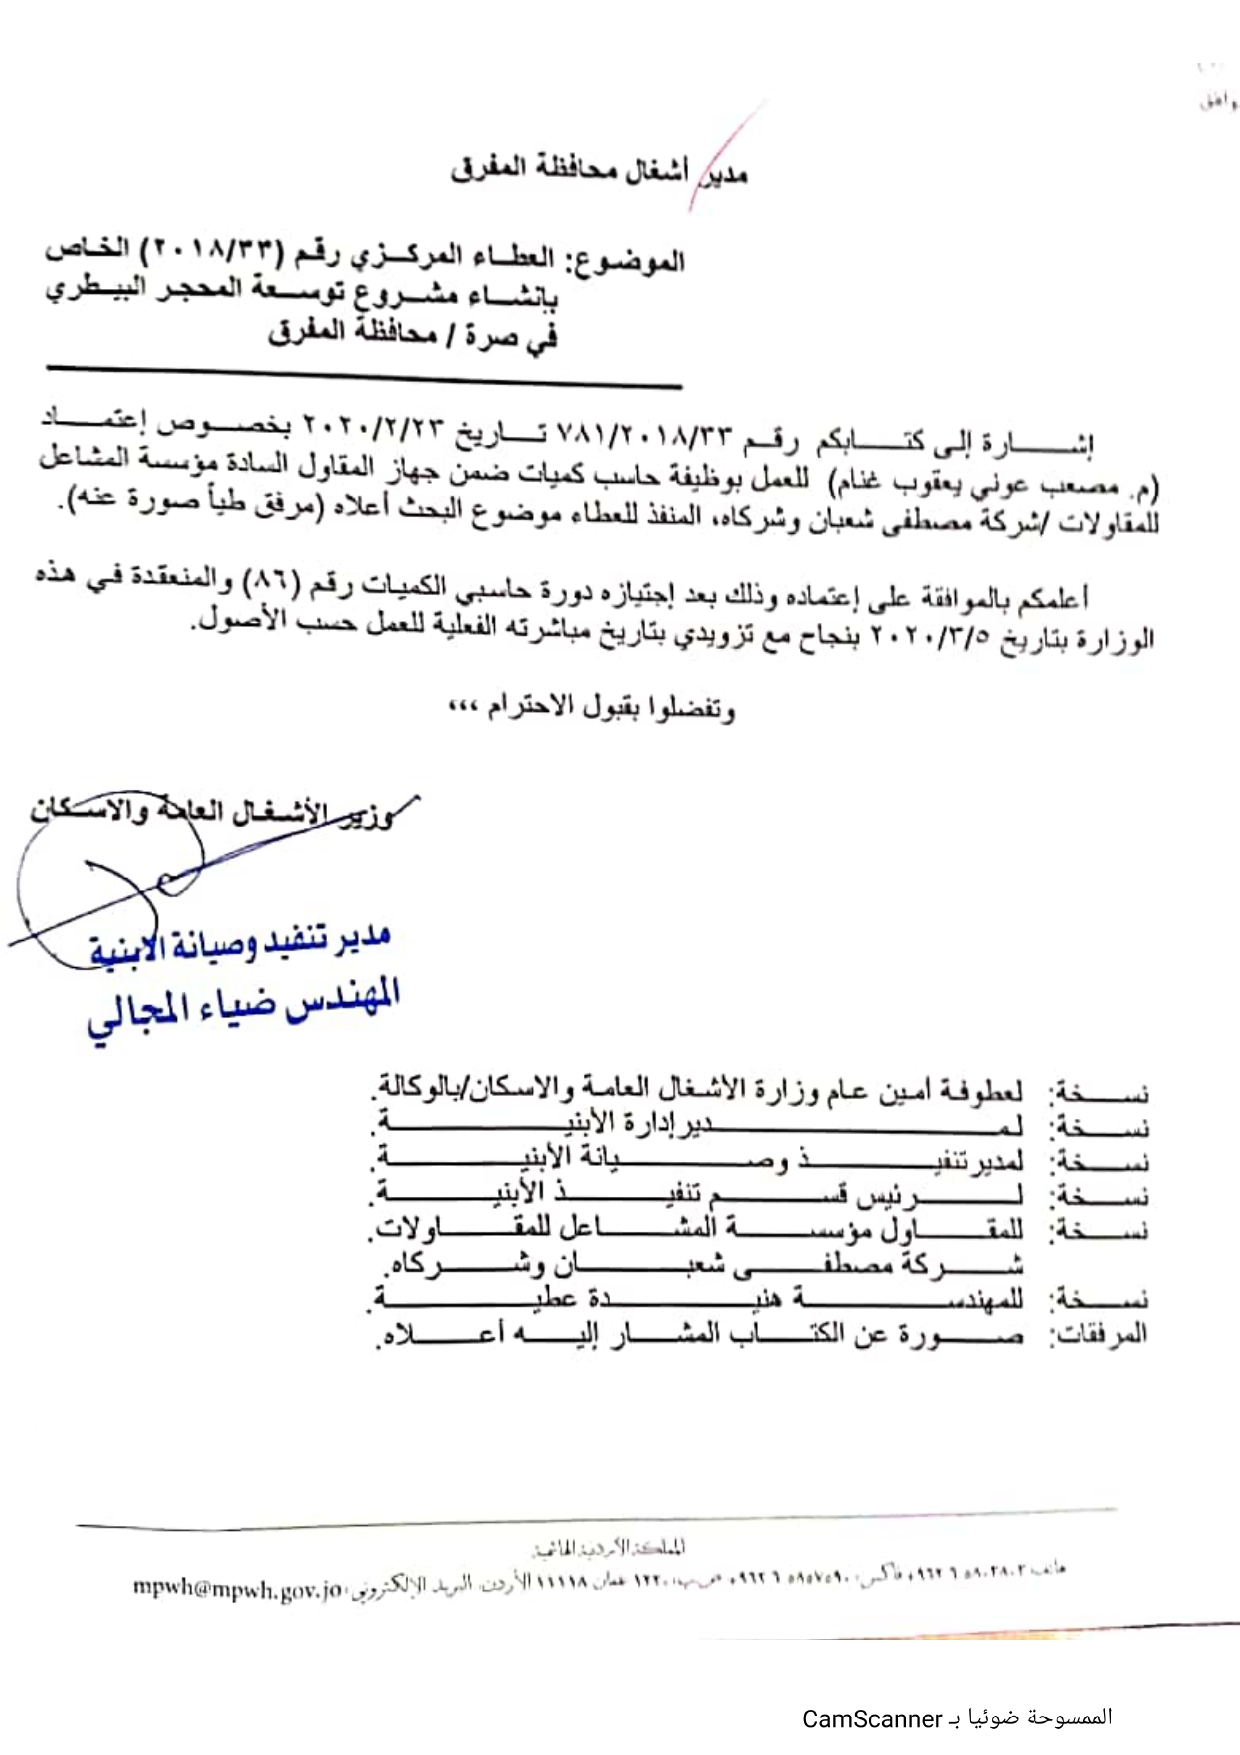 وافق
مدير أشغال محافظة المفرق
الموضوع: العطاء المركزي رقم (٢٠١٨/٣٣) الخاص
بإنشاء مشروع توسعة المحجر البيطري
في صرة / محافظة المفرق
إشارة إلى كتابكم رقم ٧٨١/٢٠١٨/٣٣ تاريخ ٢٠٢٠/٢/٢٣ بخصوص إعتماد
(م. مصعب عوني يعقوب غنام) للعمل بوظيفة حاسب كميات ضمن جهاز المقاول السادة مؤسسة المشاعل
للمقاولات /شركة مصطفى شعبان وشركاه، المنفذ للعطاء موضوع البحث أعلاه (مرفق طياً صورة عنه).
أعلمكم بالموافقة على إعتماده وذلك بعد إجتيازه دورة حاسبي الكميات رقم (٨٦) والمنعقدة في هذه
الوزارة بتاريخ ٢٠٢٠/٣/٥ بنجاح مع تزويدي بتاريخ مباشرته الفعلية للعمل حسب الأصول.
وتفضلوا بقبول الاحترام ،،،
وزير الأشغال العامة والاسكان
مدير تنفيد وصيانة الابنية
المهندس ضياء المجالي
نسخة: لعطوفة امين عام وزارة الأشغال العامة والاسكان/بالوكالة.
نسخة: لمدير إدارة الأبنية.
نسخة: لمدير تنفيذ وصيانة الأبنية.
نسخة: لرئيس قسم تنفيذ الأبنية.
نسخة: للمقاول مؤسسة المشاعل للمقاولات.
شركة مصطفى شعبان وشركاه.
نسخة: للمهندسة هنيدة عطية.
المرفقات: صورة عن الكتاب المشار إليه أعلاه.
المملكة الأردنية الهاشمية
هاتف ٥٩٠٣٨٠٣ ٦ ٩٦٢+ فاكس: ٥٩٥٧٥٩٠ ٦ ٩٦٢+ ص.ب: ١٢٢٠ عمان ١١١١٨ الأردن. البريد الإلكتروني: mpwh@mpwh.gov.jo
الممسوحة ضوئيا بـ CamScanner